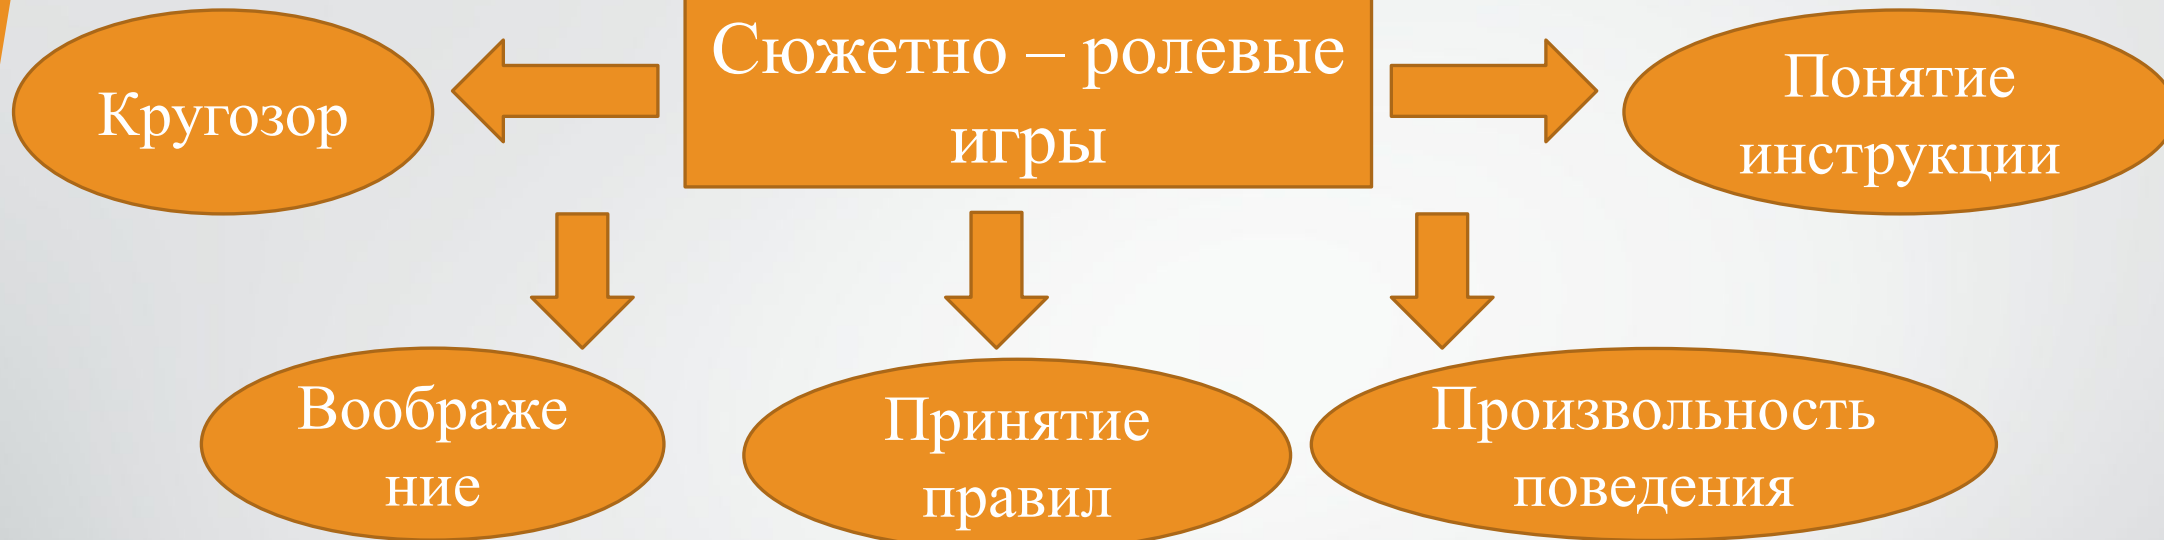 Сюжетно – ролевые
игры
Кругозор
Понятие
инструкции
Воображе
ние
Принятие
правил
Произвольность
поведения